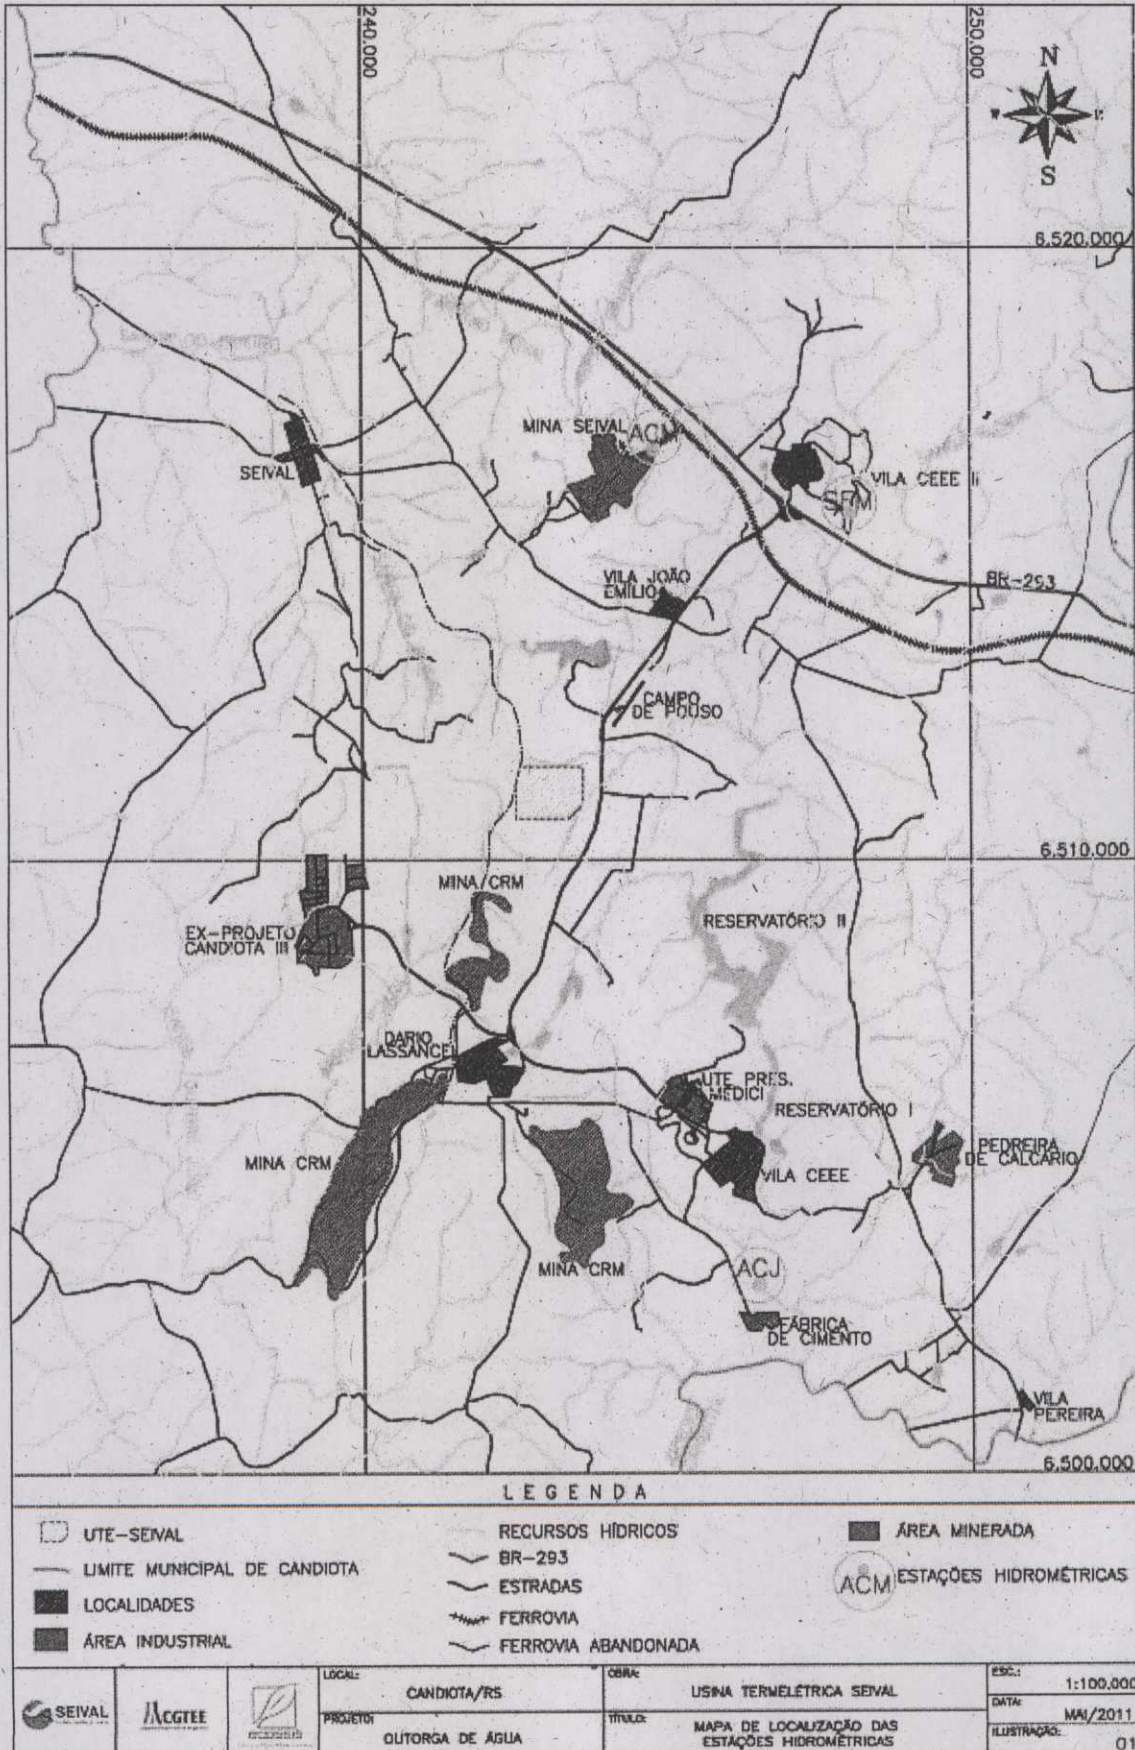 240.000
250.000
N
S
6.520.000
MINA SEIVAL
ACM
SEIVAL
VILA CEEE II
SFM
VILA JOÃO
EMÍLIO
BR-293
CAMPO
DE POUSO
6.510.000
MINA CRM
RESERVATÓRIO II
EX-PROJETO
CANDIOTA III
DARIO
LASSANCE
UTE PRES.
MEDICI
RESERVATÓRIO I
MINA CRM
PEDREIRA
DE CALCÁRIO
VILA CEEE
MINA CRM
ACJ
FÁBRICA
DE CIMENTO
VILA
PEREIRA
6.500.000
LEGENDA
UTE-SEIVAL
LIMITE MUNICIPAL DE CANDIOTA
LOCALIDADES
ÁREA INDUSTRIAL
RECURSOS HÍDRICOS
BR-293
ESTRADAS
FERROVIA
FERROVIA ABANDONADA
ÁREA MINERADA
ACM ESTAÇÕES HIDROMÉTRICAS
SEIVAL
CGTEE
LOCAL:
CANDIOTA/RS
PROJETO:
OUTORGA DE ÁGUA
OBRA:
USINA TERMELÉTRICA SEIVAL
TÍTULO:
MAPA DE LOCALIZAÇÃO DAS
ESTAÇÕES HIDROMÉTRICAS
ESC.:
1:100.000
DATA:
MAI/2011
ILUSTRAÇÃO:
01